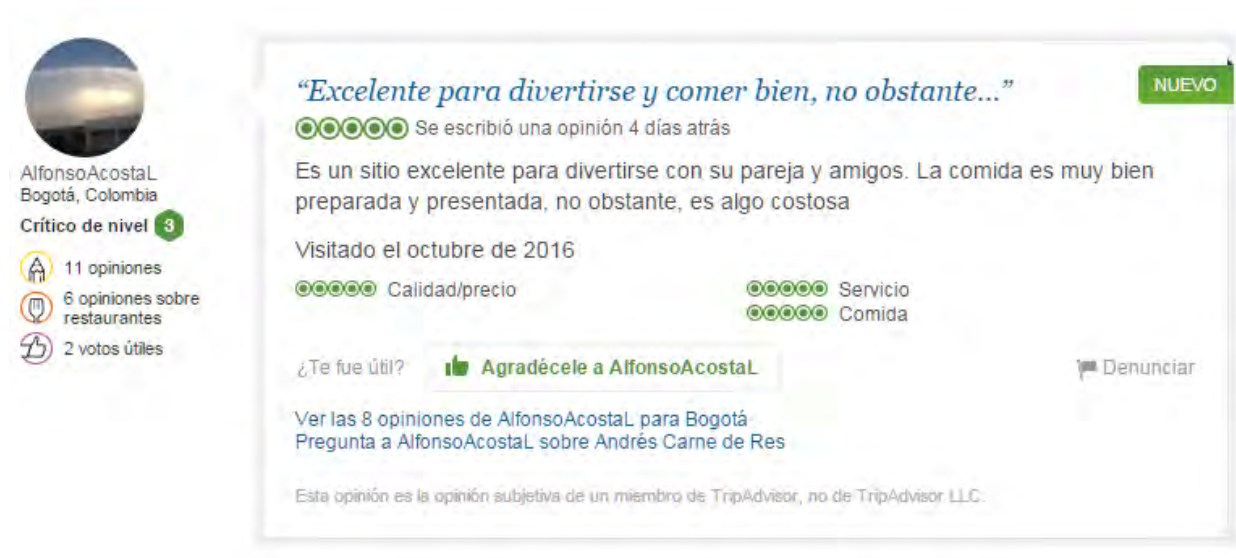 AlfonsoAcostaL
Bogotá, Colombia
Crítico de nivel 3
11 opiniones
6 opiniones sobre
restaurantes
2 votos útiles
“Excelente para divertirse y comer bien, no obstante...”
NUEVO
Se escribió una opinión 4 días atrás
Es un sitio excelente para divertirse con su pareja y amigos. La comida es muy bien
preparada y presentada, no obstante, es algo costosa
Visitado el octubre de 2016
Calidad/precio
Servicio
Comida
¿Te fue útil? Agradécele a AlfonsoAcostaL Denunciar
Ver las 8 opiniones de AlfonsoAcostaL para Bogotá
Pregunta a AlfonsoAcostaL sobre Andrés Carne de Res
Esta opinión es la opinión subjetiva de un miembro de TripAdvisor, no de TripAdvisor LLC.